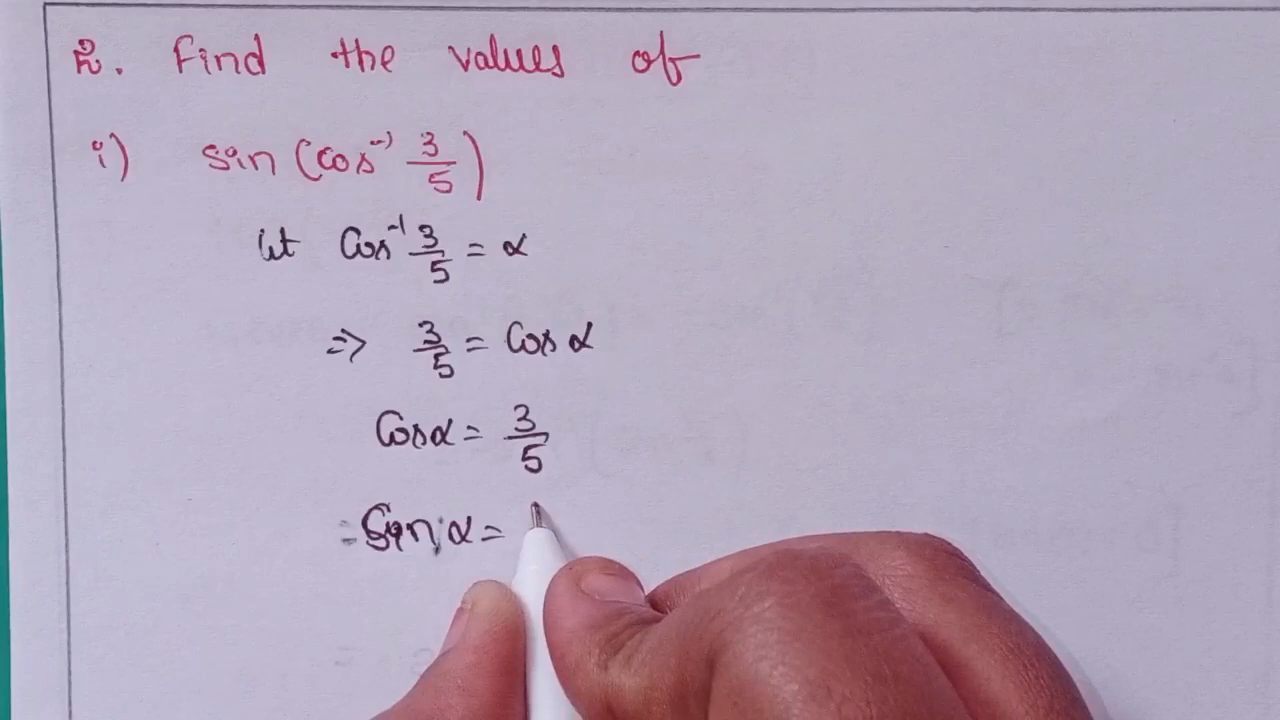 2. Find the values of
i) sin (cos⁻¹ 3/5)
let Cos⁻¹ 3/5 = α
=> 3/5 = Cos α
Cosα = 3/5
Sin α =